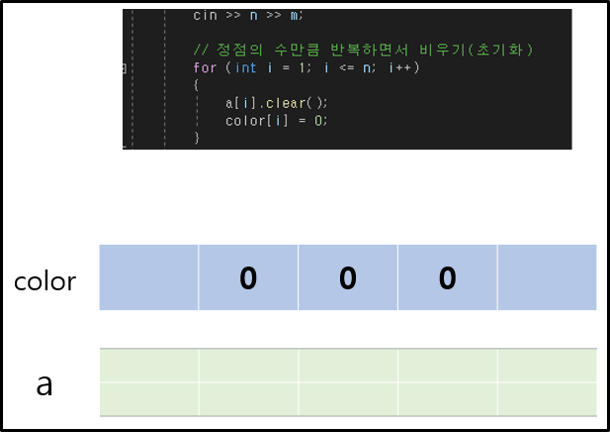 cin >> n >> m;
// 정점의 수만큼 반복하면서 비우기(초기화)
for (int i = 1; i <= n; i++)
{
a[i].clear();
color[i] = 0;
}
color 0 0 0
a